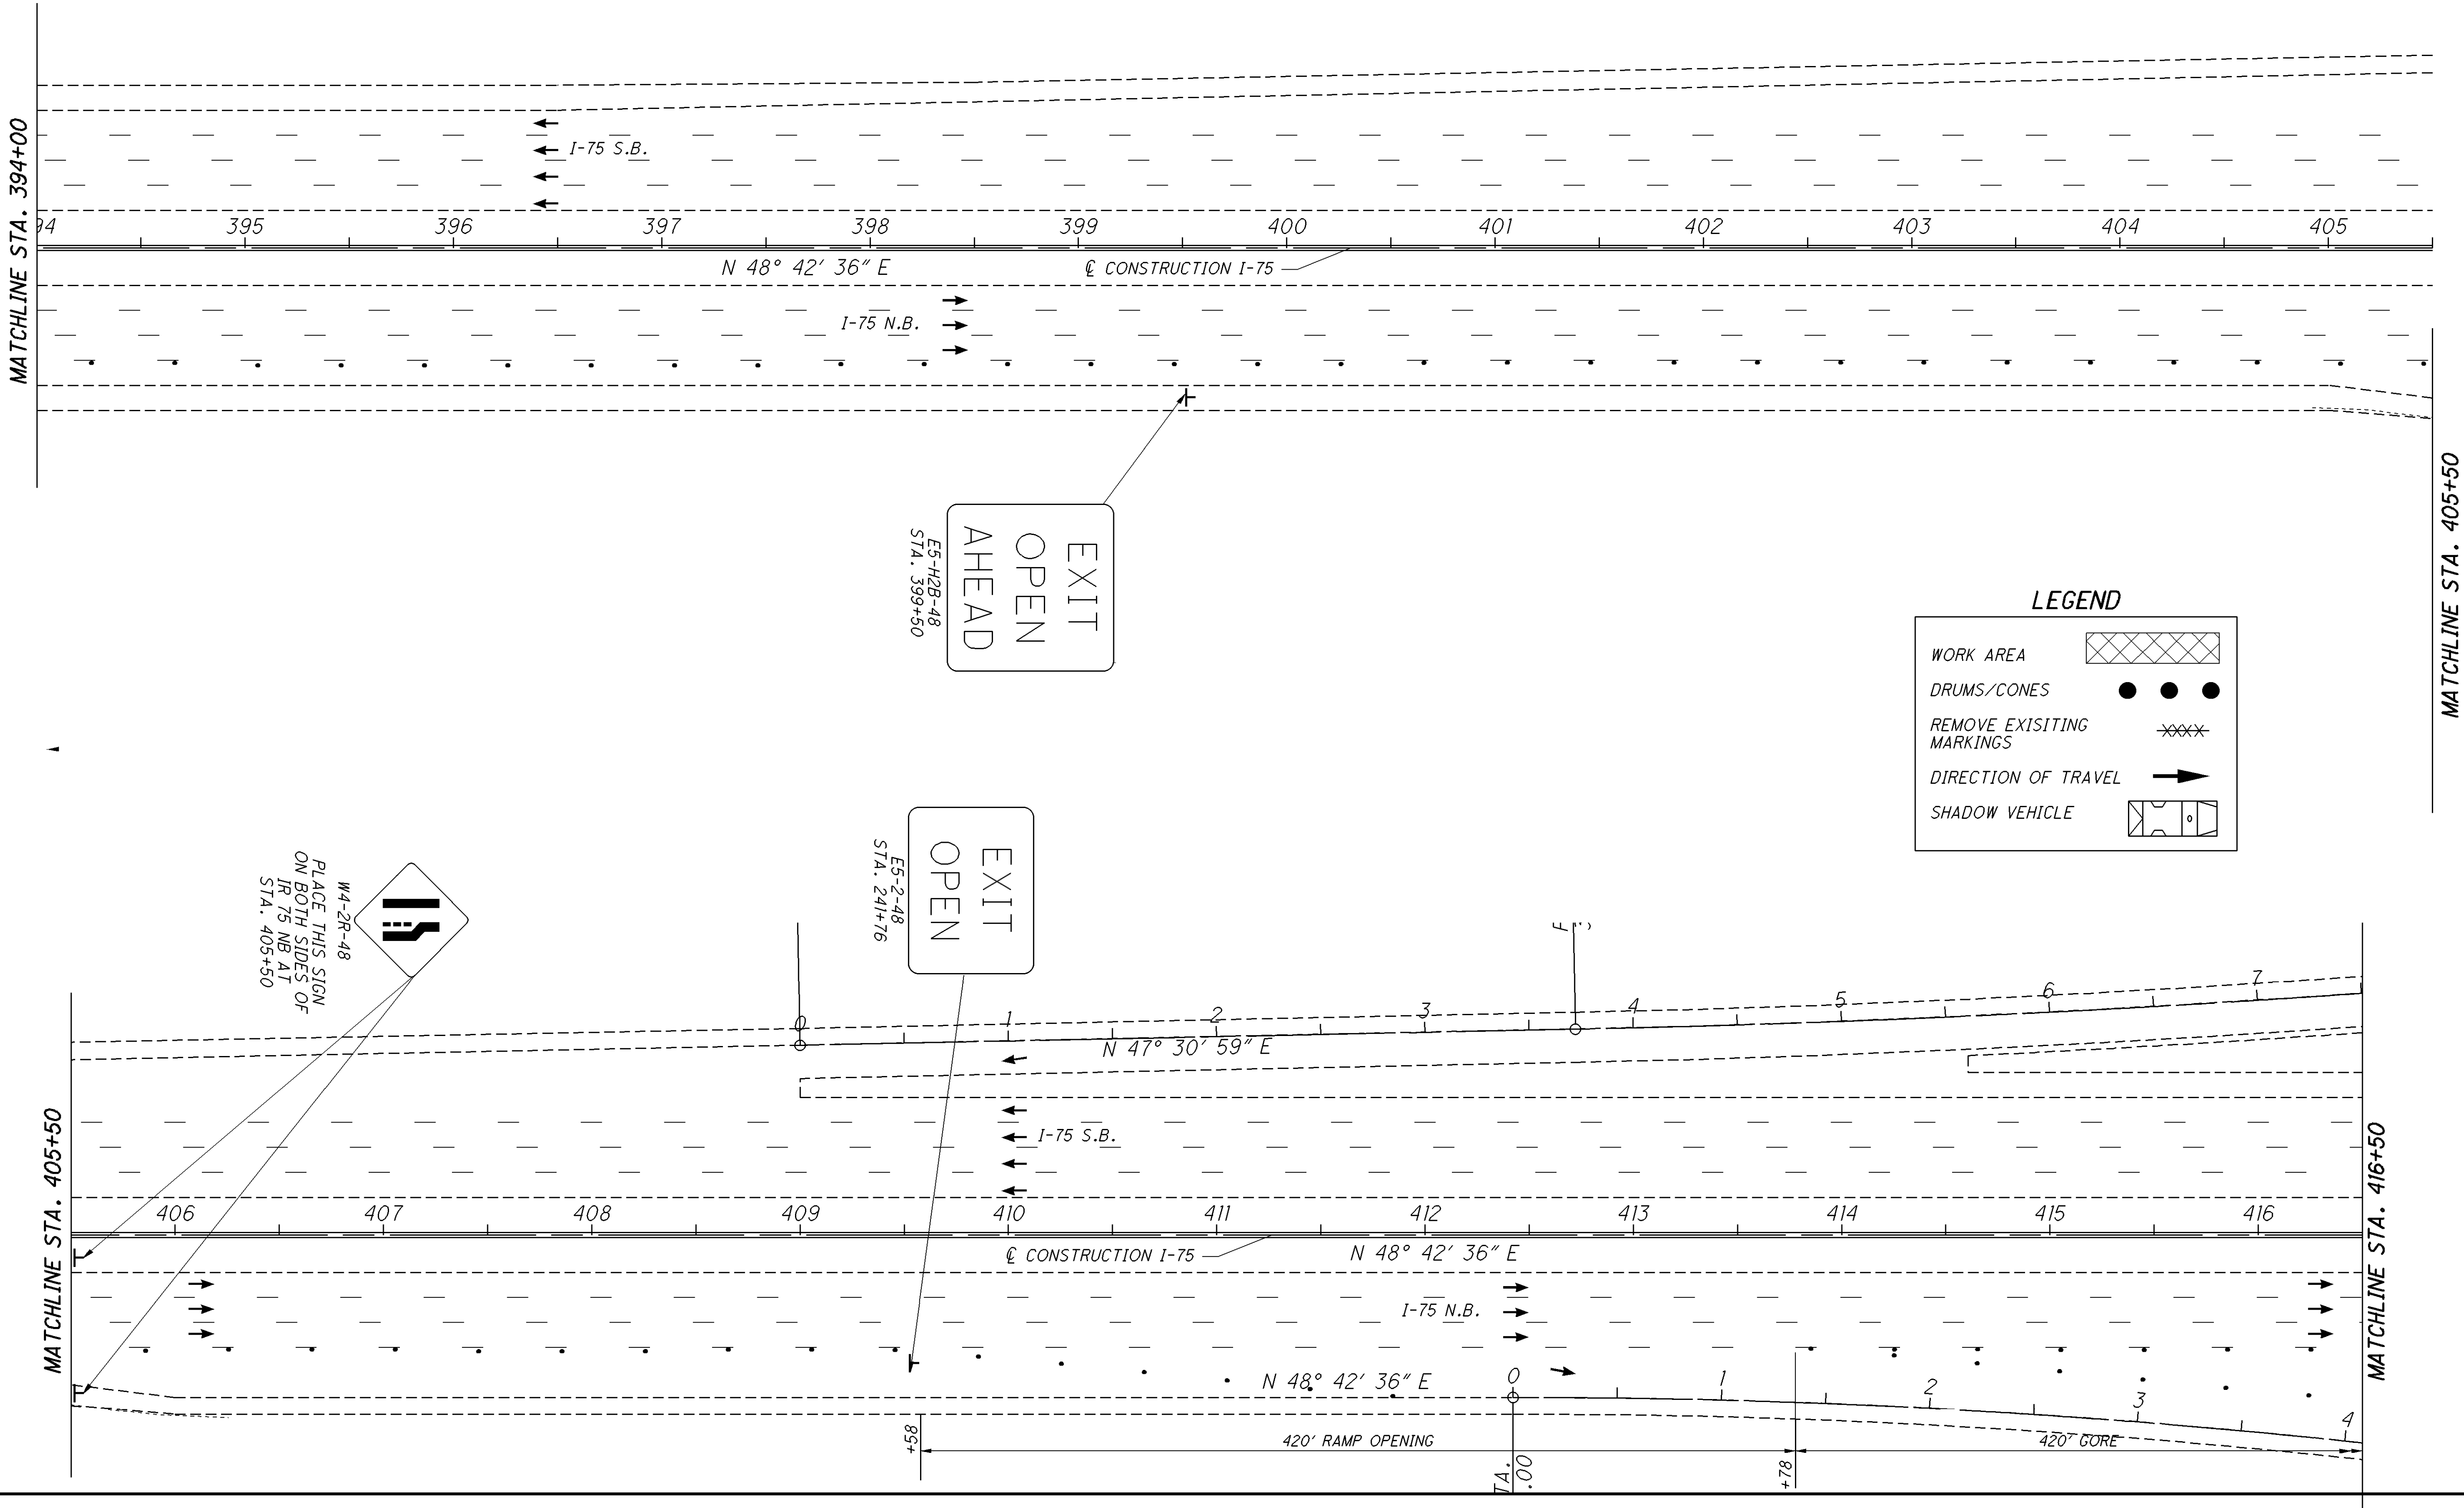 MATCHLINE STA. 394+00
I-75 S.B.
94 395 396 397 398 399 400 401 402 403 404 405
N 48° 42' 36" E
℄ CONSTRUCTION I-75
I-75 N.B.
MATCHLINE STA. 405+50
EXIT
OPEN
AHEAD
E5-H2B-48
STA. 399+50
LEGEND
WORK AREA
DRUMS/CONES
REMOVE EXISITING
MARKINGS
DIRECTION OF TRAVEL
SHADOW VEHICLE
EXIT
OPEN
E5-2-48
STA. 241+76
W4-2R-48
PLACE THIS SIGN
ON BOTH SIDES OF
IR 75 NB AT
STA. 405+50
MATCHLINE STA. 405+50
0 1 2 3 4 5 6 7
N 47° 30' 59" E
I-75 S.B.
406 407 408 409 410 411 412 413 414 415 416
℄ CONSTRUCTION I-75
N 48° 42' 36" E
I-75 N.B.
N 48° 42' 36" E
0 1 2 3 4
+58
420' RAMP OPENING
TA.
.00
+78
420' GORE
MATCHLINE STA. 416+50